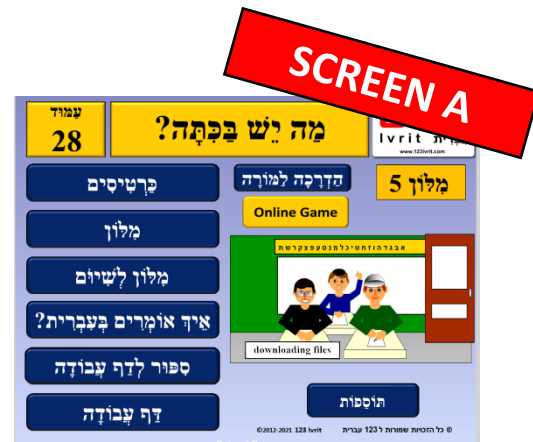 SCREEN A
עַמּוּד
28
מַה יֵּשׁ בַּכִּתָּה?
Ivrit
www.123ivrit.com
כַּרְטִיסִים
הַדְרָכָה לַמּוֹרָה
מִלּוֹן 5
Online Game
מִלּוֹן
מִלּוֹן לְשִׁיּוּם
אֵיךְ אוֹמְרִים בְּעִבְרִית?
סִפּוּר לְדַף עֲבוֹדָה
דַּף עֲבוֹדָה
אבגדהוזחטיכלמנסעפצקרשת
downloading files
תּוֹסָפוֹת
©2012-2021 123 Ivrit
© כל הזכויות שמורות ל 123 עברית